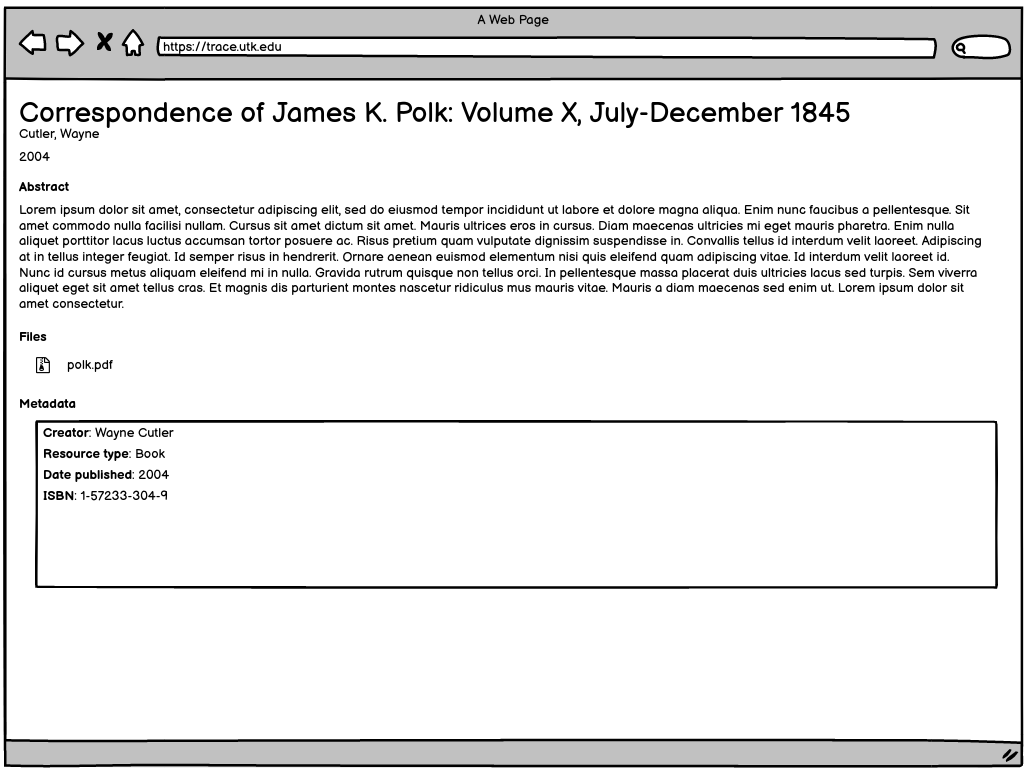 A Web Page
https://trace.utk.edu
Correspondence of James K. Polk: Volume X, July-December 1845
Cutler, Wayne
2004
Abstract
Lorem ipsum dolor sit amet, consectetur adipiscing elit, sed do eiusmod tempor incididunt ut labore et dolore magna aliqua. Enim nunc faucibus a pellentesque. Sit
amet commodo nulla facilisi nullam. Cursus sit amet dictum sit amet. Mauris ultrices eros in cursus. Diam maecenas ultricies mi eget mauris pharetra. Enim nulla
aliquet porttitor lacus luctus accumsan tortor posuere ac. Risus pretium quam vulputate dignissim suspendisse in. Convallis tellus id interdum velit laoreet. Adipiscing
at in tellus integer feugiat. Id semper risus in hendrerit. Ornare aenean euismod elementum nisi quis eleifend quam adipiscing vitae. Id interdum velit laoreet id.
Nunc id cursus metus aliquam eleifend mi in nulla. Gravida rutrum quisque non tellus orci. In pellentesque massa placerat duis ultricies lacus sed turpis. Sem viverra
aliquet eget sit amet tellus cras. Et magnis dis parturient montes nascetur ridiculus mus mauris vitae. Mauris a diam maecenas sed enim ut. Lorem ipsum dolor sit
amet consectetur.
Files
polk.pdf
Metadata
Creator: Wayne Cutler
Resource type: Book
Date published: 2004
ISBN: 1-57233-304-9